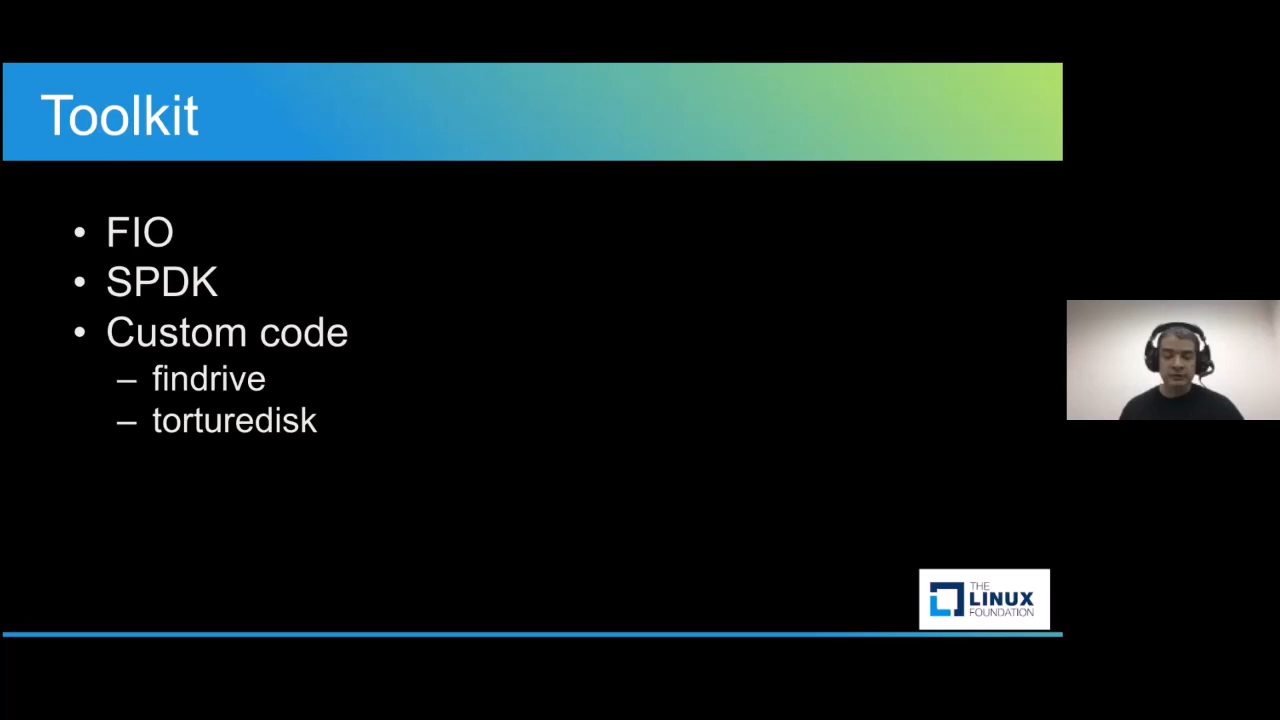 Toolkit
• FIO
• SPDK
• Custom code
– findrive
– torturedisk
THE
LINUX
FOUNDATION